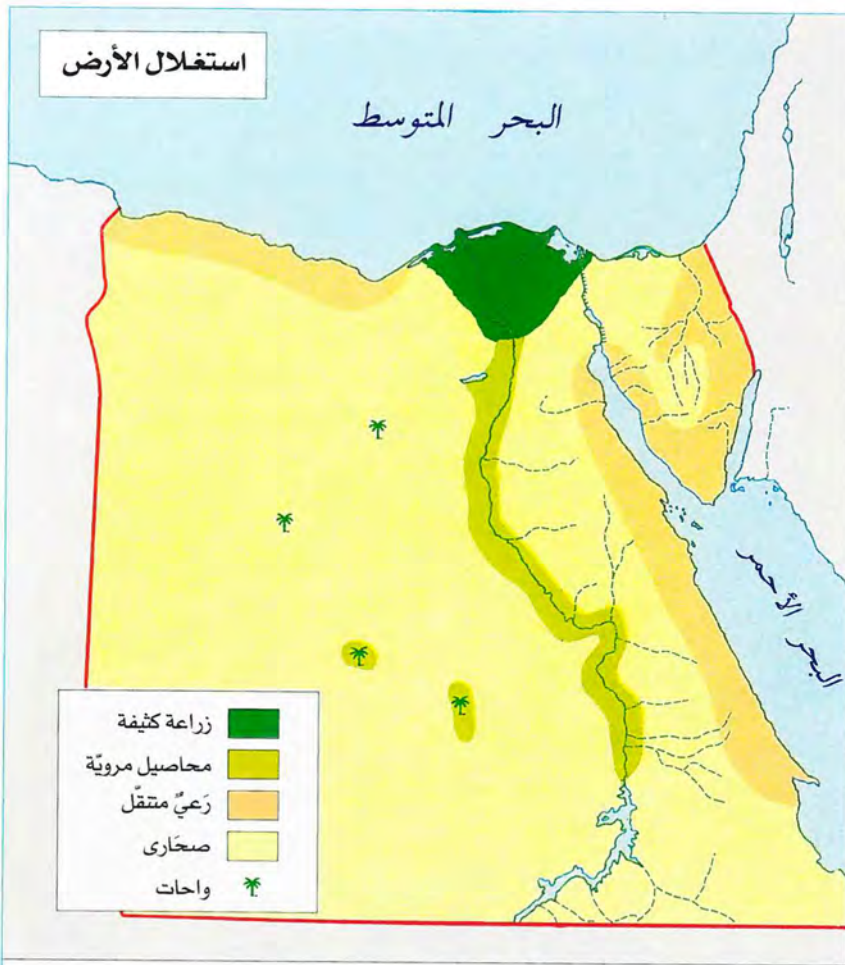 استغلال الأرض
البحر المتوسط
البحر الأحمر
زراعة كثيفة
محاصيل مرويّة
رَعيٌ متنقّل
صحَارى
واحات